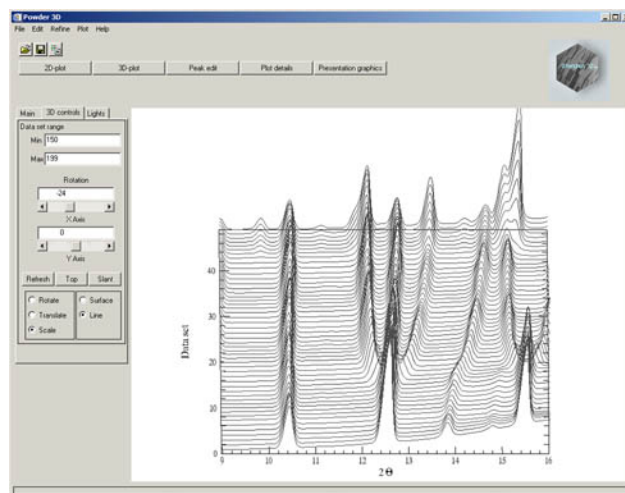 Powder 3D
File Edit Refine Plot Help
2D-plot 3D-plot Peak edit Plot details Presentation graphics
Main 3D controls Lights
Data set range
Min 150
Max 199
Rotation
-24
X Axis
0
Y Axis
Refresh Top Slant
Rotate Surface
Translate Line
Scale
Data set
40
30
20
10
0
9 10 11 12 13 14 15 16
2Θ